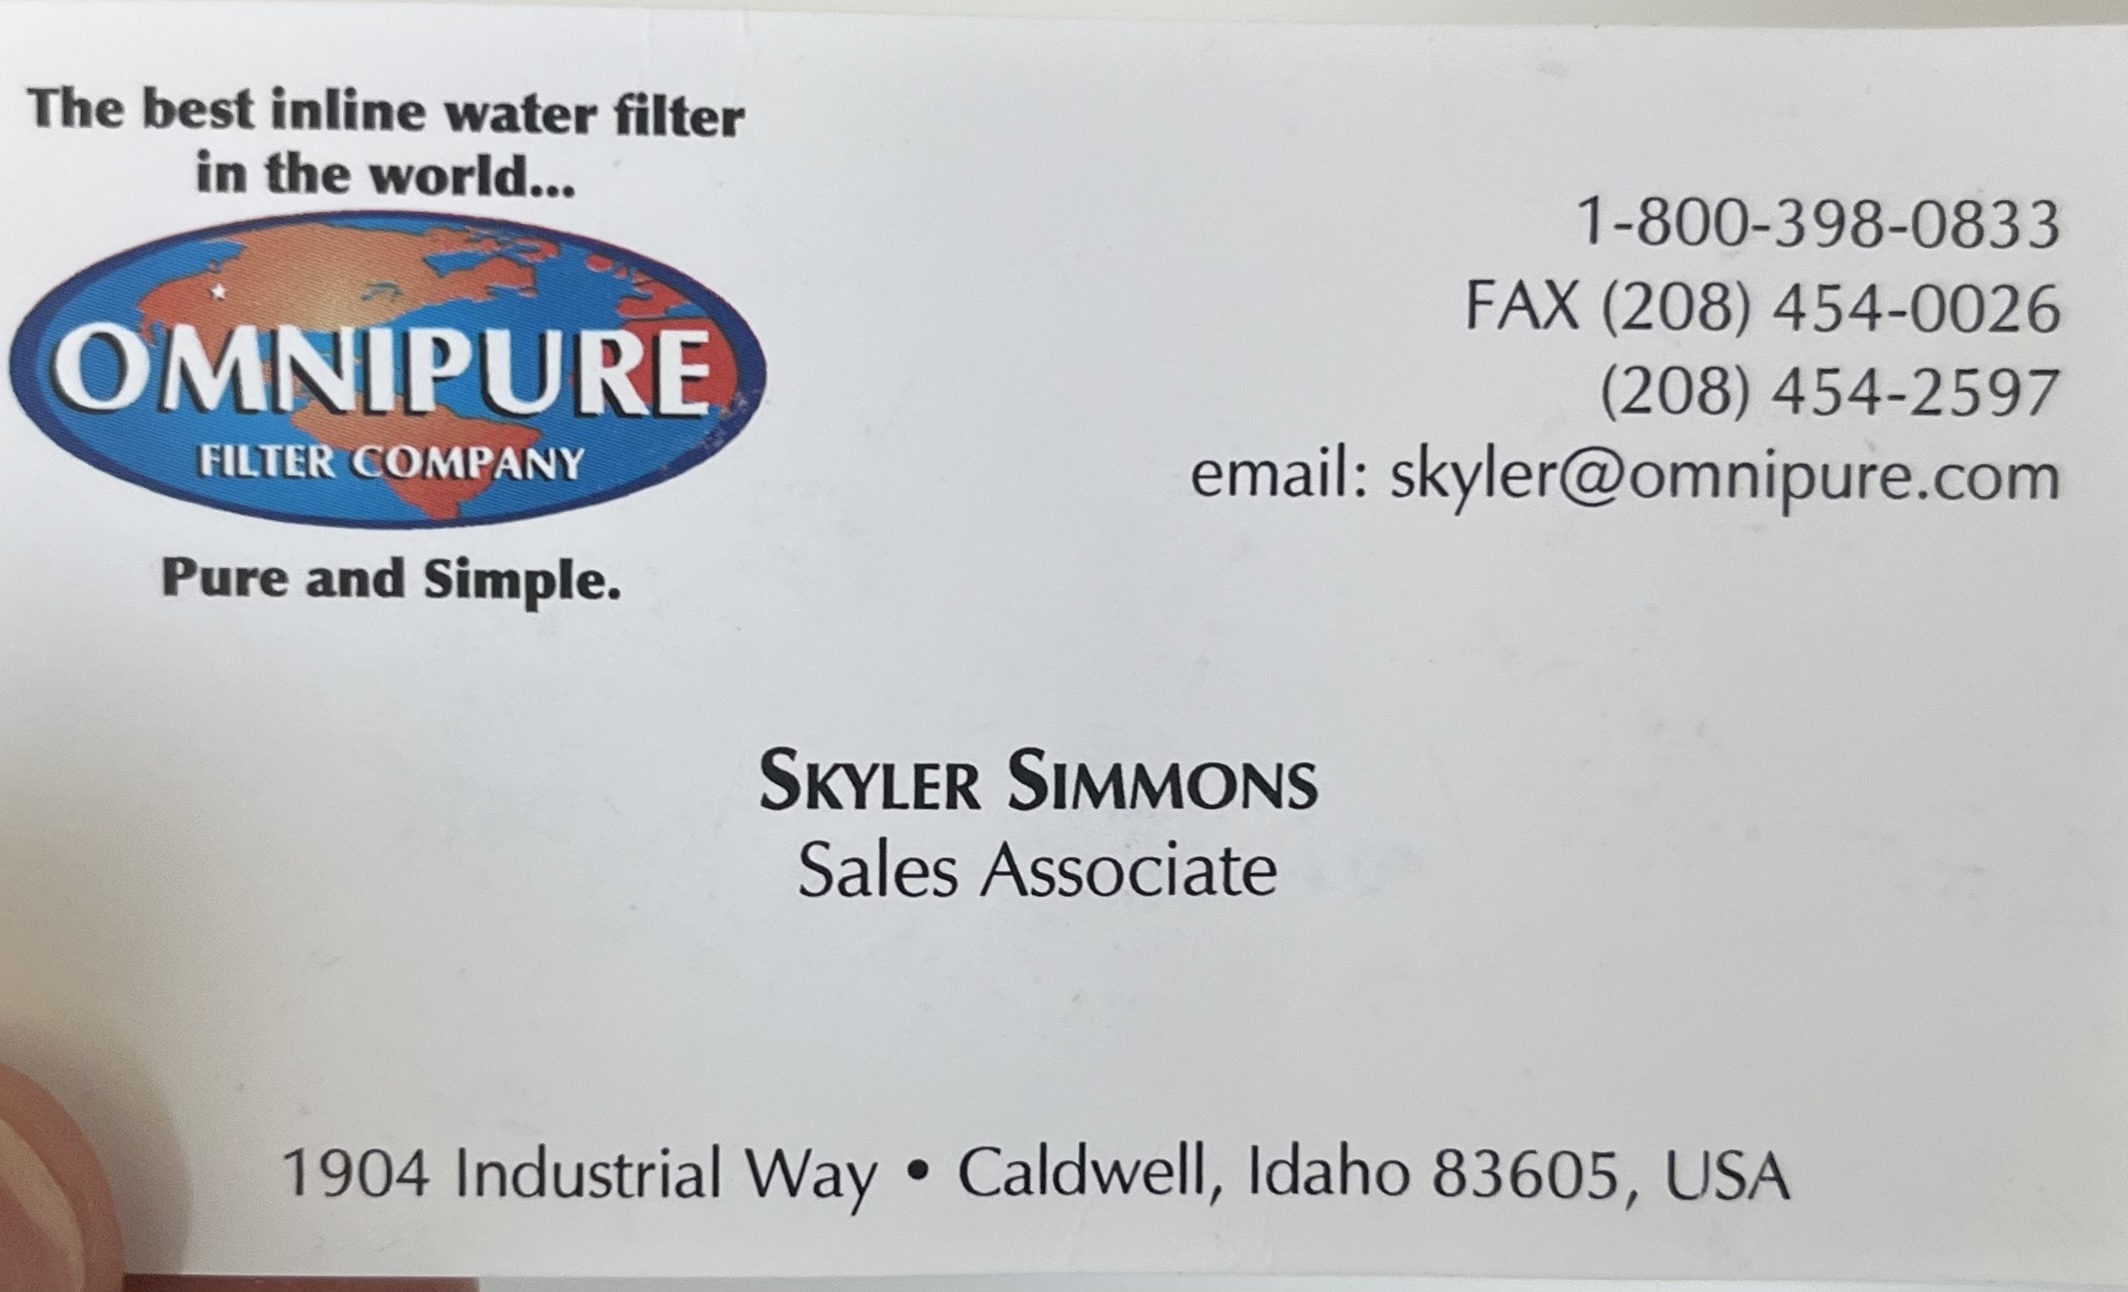 The best inline water filter
in the world...
OMNIPURE
FILTER COMPANY
Pure and Simple.
1-800-398-0833
FAX (208) 454-0026
(208) 454-2597
email: skyler@omnipure.com
SKYLER SIMMONS
Sales Associate
1904 Industrial Way • Caldwell, Idaho 83605, USA